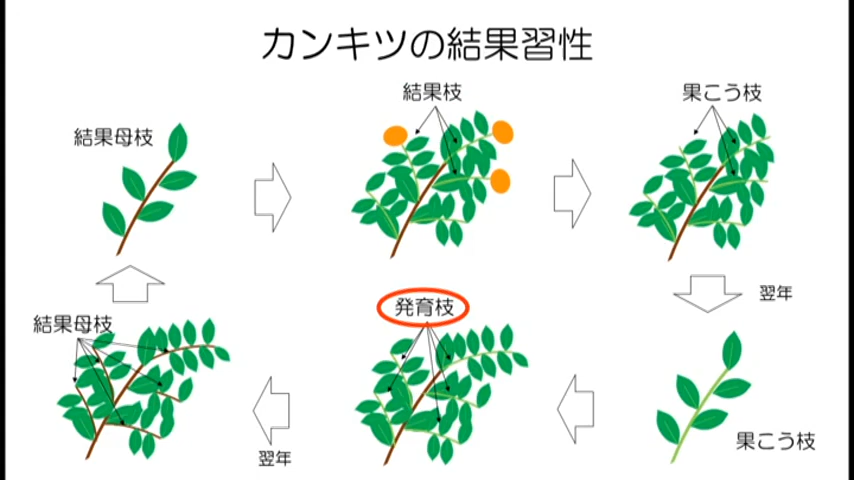 カンキツの結果習性
結果母枝
結果枝
果こう枝
翌年
果こう枝
発育枝
翌年
結果母枝